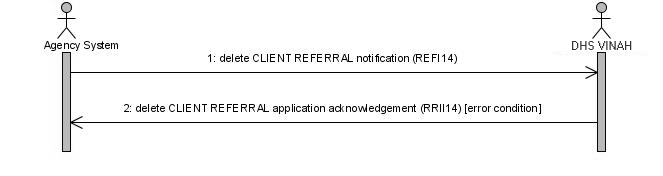 Agency System
DHS VINAH
1: delete CLIENT REFERRAL notification (REFI14)
2: delete CLIENT REFERRAL application acknowledgement (RRII14) [error condition]